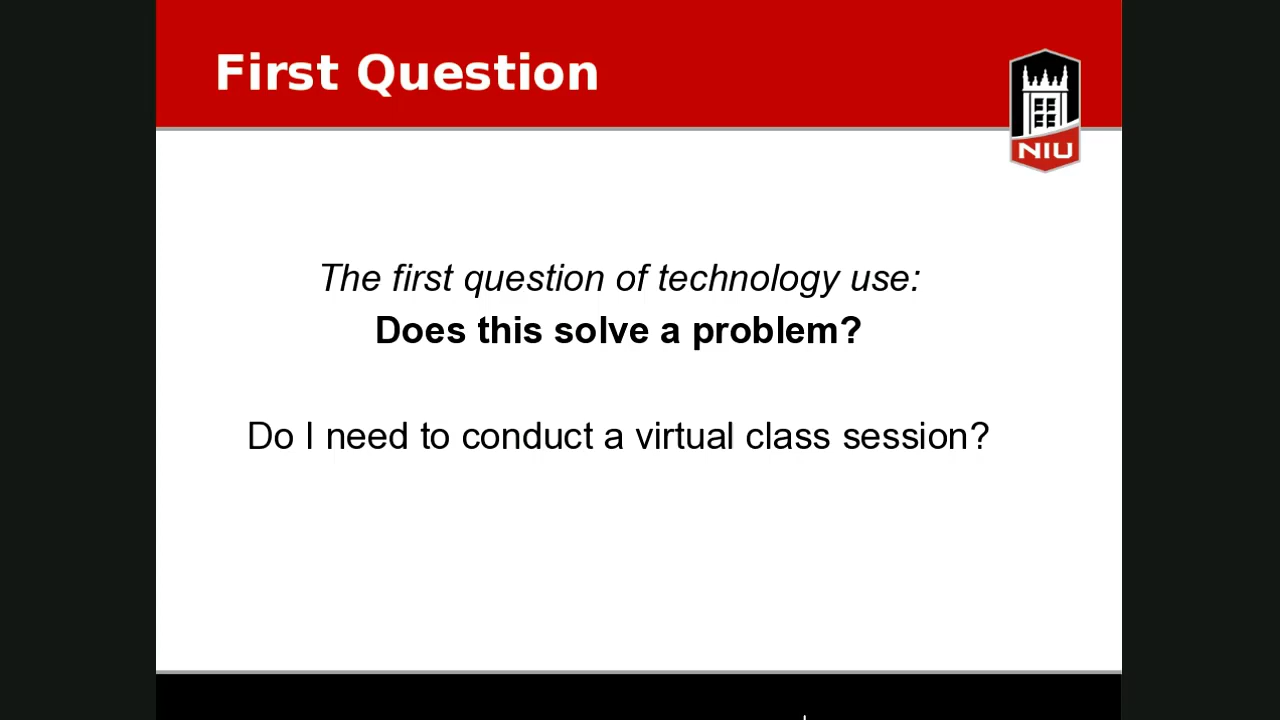 First Question
NIU
The first question of technology use:
Does this solve a problem?
Do I need to conduct a virtual class session?